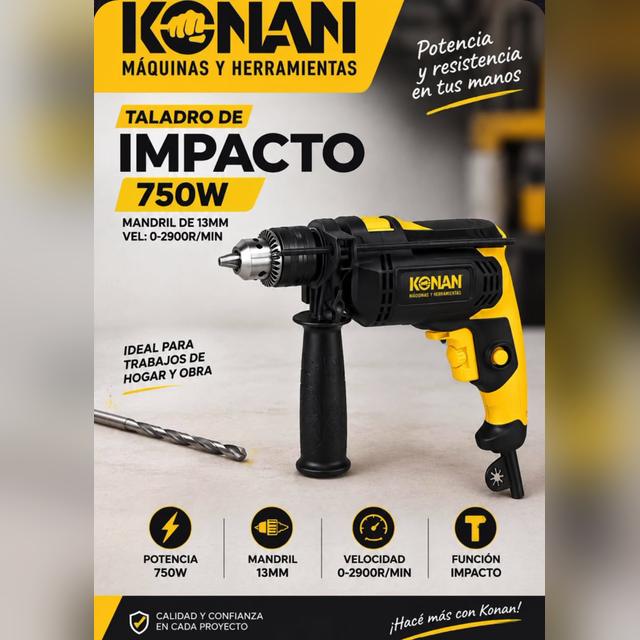 KONAN
MÁQUINAS Y HERRAMIENTAS
Potencia
y resistencia
en tus manos
TALADRO DE
IMPACTO
750W
MANDRIL DE 13MM
VEL: 0-2900R/MIN
KONAN
MÁQUINAS Y HERRAMIENTAS
IDEAL PARA
TRABAJOS DE
HOGAR Y OBRA
POTENCIA
750W
MANDRIL
13MM
VELOCIDAD
0-2900R/MIN
FUNCIÓN
IMPACTO
CALIDAD Y CONFIANZA
EN CADA PROYECTO
¡Hacé más con Konan!